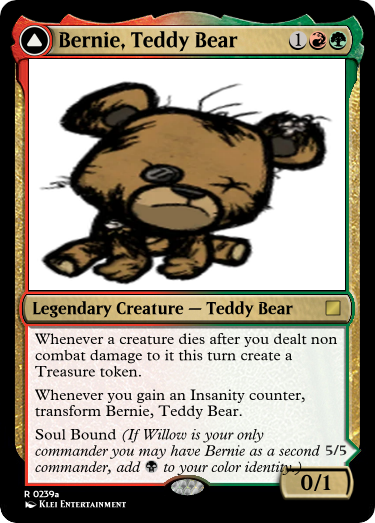 Bernie, Teddy Bear 1
Legendary Creature — Teddy Bear
Whenever a creature dies after you dealt non
combat damage to it this turn create a
Treasure token.
Whenever you gain an Insanity counter,
transform Bernie, Teddy Bear.
Soul Bound (If Willow is your only
commander you may have Bernie as a second 5/5
commander, add to your color identity.)
0/1
R 0239a
KLEI ENTERTAINMENT